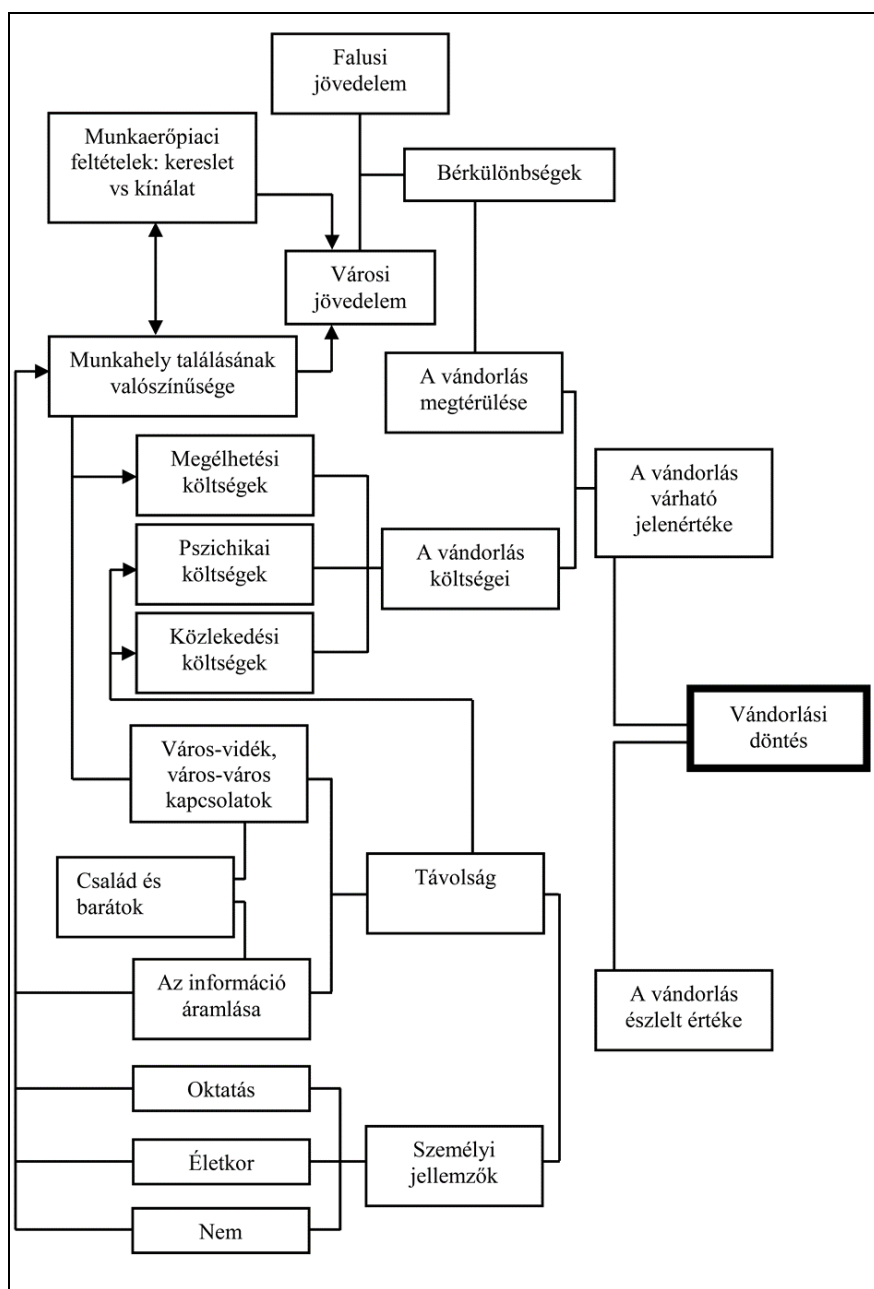 Falusi
jövedelem
Munkaerőpiaci
feltételek: kereslet
vs kínálat
Bérkülönbségek
Városi
jövedelem
Munkahely találásának
valószínűsége
A vándorlás
megtérülése
Megélhetési
költségek
A vándorlás
várható
jelenértéke
Pszichikai
költségek
A vándorlás
költségei
Közlekedési
költségek
Vándorlási
döntés
Város-vidék,
város-város
kapcsolatok
Család és
barátok
Távolság
Az információ
áramlása
A vándorlás
észlelt értéke
Oktatás
Életkor
Személyi
jellemzők
Nem